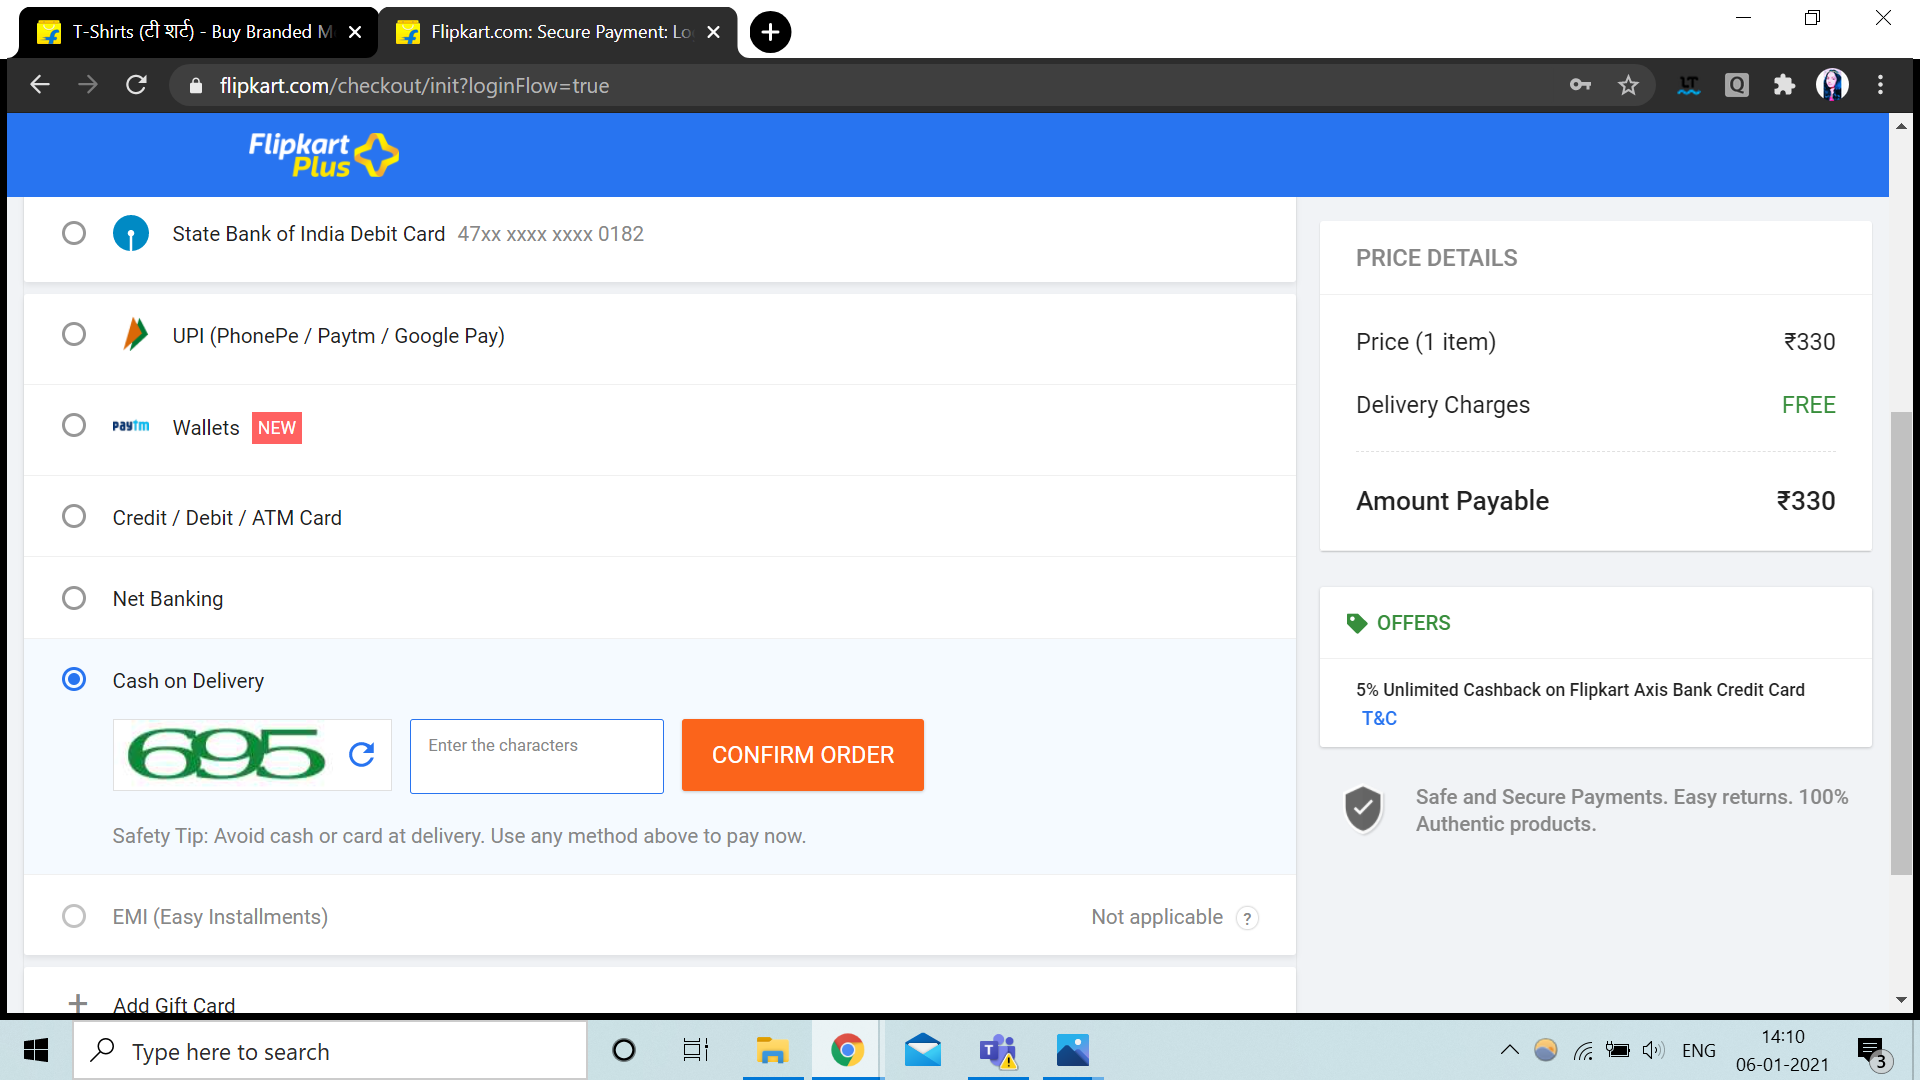 T-Shirts (टी शर्ट) - Buy Branded M
Flipkart.com: Secure Payment: Lo
flipkart.com/checkout/init?loginFlow=true
Flipkart
Plus
State Bank of India Debit Card 47xx xxxx xxxx 0182
UPI (PhonePe / Paytm / Google Pay)
paytm Wallets NEW
Credit / Debit / ATM Card
Net Banking
Cash on Delivery
695
Enter the characters
CONFIRM ORDER
Safety Tip: Avoid cash or card at delivery. Use any method above to pay now.
EMI (Easy Installments) Not applicable ?
+ Add Gift Card
PRICE DETAILS
Price (1 item) ₹330
Delivery Charges FREE
Amount Payable ₹330
OFFERS
5% Unlimited Cashback on Flipkart Axis Bank Credit Card
T&C
Safe and Secure Payments. Easy returns. 100%
Authentic products.
Type here to search
ENG
14:10
06-01-2021
3